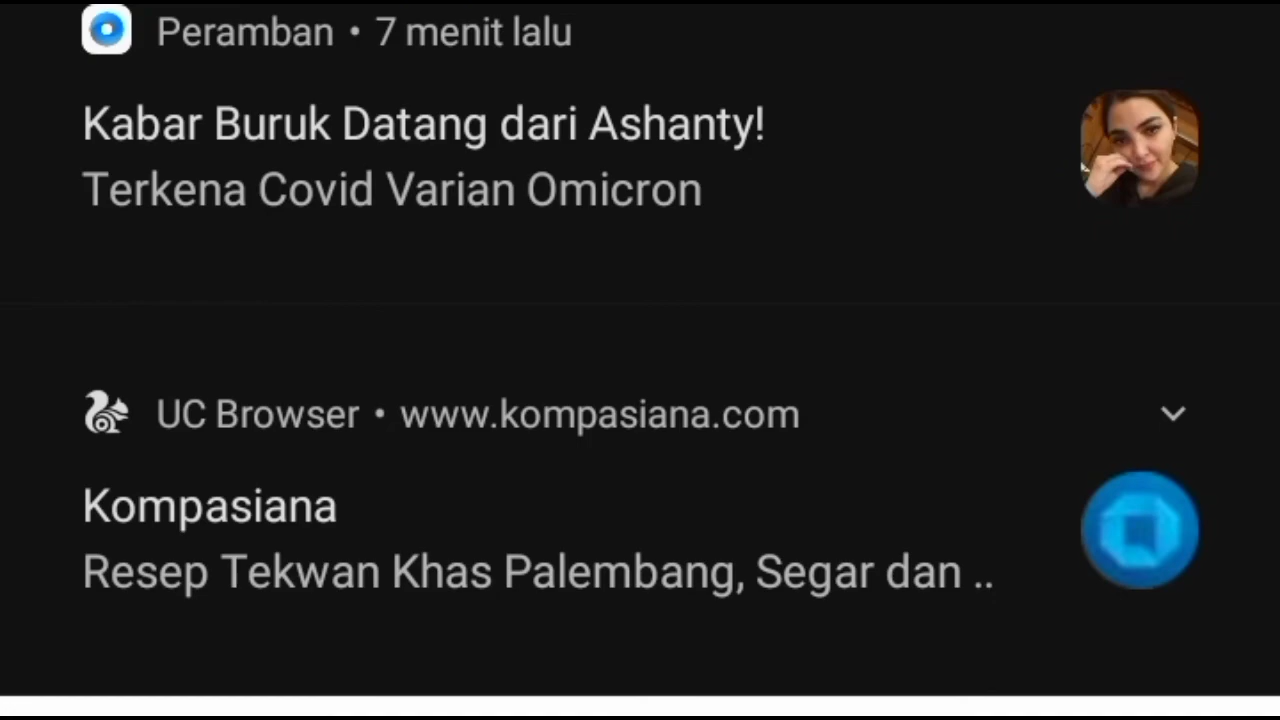 Peramban • 7 menit lalu
Kabar Buruk Datang dari Ashanty!
Terkena Covid Varian Omicron
UC Browser • www.kompasiana.com
Kompasiana
Resep Tekwan Khas Palembang, Segar dan ..